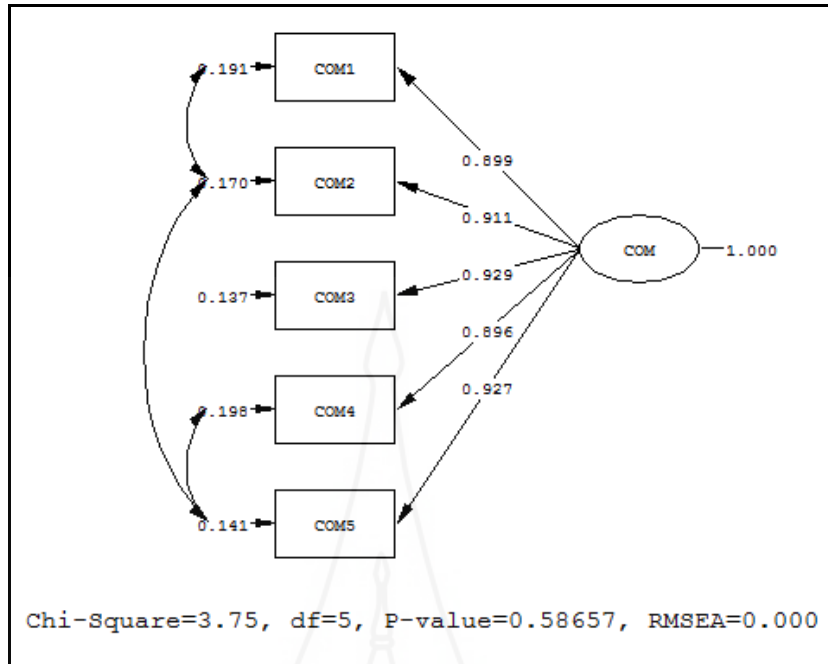 0.191 COM1
0.899
0.170 COM2
0.911
COM 1.000
0.929
0.137 COM3
0.896
0.927
0.198 COM4
0.141 COM5
Chi-Square=3.75, df=5, P-value=0.58657, RMSEA=0.000